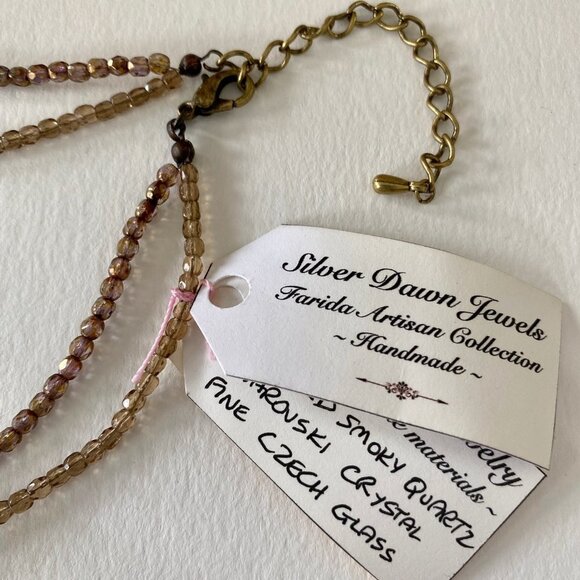 Silver Dawn Jewels
Farida Artisan Collection
~ Handmade ~
SMOKY QUARTZ
materials ~
CRYSTAL
FINE CZECH GLASS